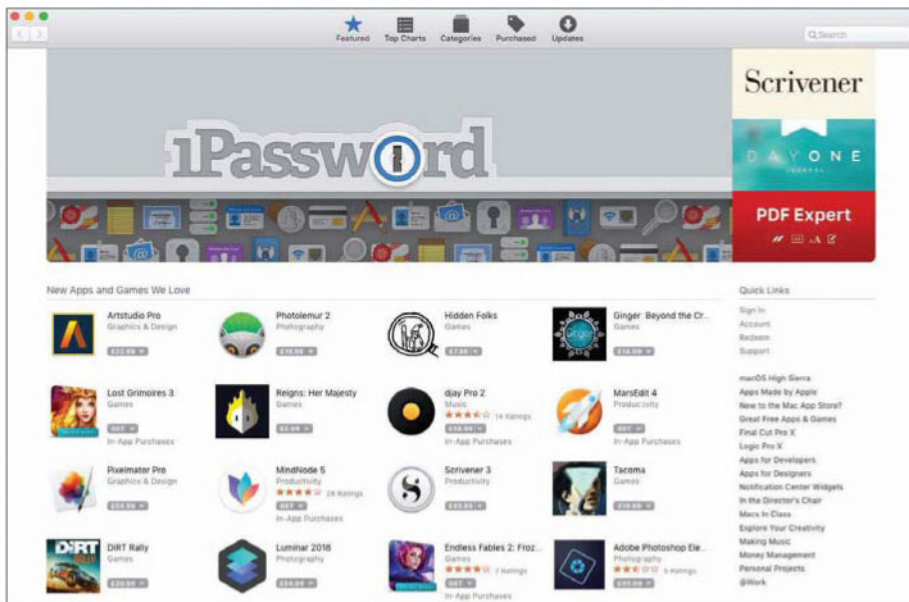 Featured
Top Charts
Categories
Purchased
Updates
Search
1Password
Scrivener
DAY ONE
JOURNAL
PDF Expert
New Apps and Games We Love
Artstudio Pro
Graphics & Design
Photolemur 2
Photography
Hidden Folks
Games
Ginger Beyond the Cr...
Games
Lost Grimoires 3
Games
GET
In-App Purchases
Reigns: Her Majesty
Games
djay Pro 2
Music
14 Ratings
In-App Purchases
MarsEdit 4
Productivity
GET
In-App Purchases
Pixelmator Pro
Graphics & Design
MindNode 5
Productivity
GET
In-App Purchases
Scrivener 3
Productivity
Tacoma
Games
DiRT Rally
Games
Luminar 2018
Photography
Endless Fables 2: Froz...
Games
7 Ratings
GET
In-App Purchases
Adobe Photoshop Ele...
Photography
Quick Links
Sign In
Account
Redeem
Support
macOS High Sierra
Apps Made by Apple
New to the Mac App Store?
Great Free Apps & Games
Final Cut Pro X
Logic Pro X
Apps for Developers
Apps for Designers
Notification Center Widgets
In the Director's Chair
Macs In Class
Explore Your Creativity
Making Music
Money Management
Personal Projects
@Work